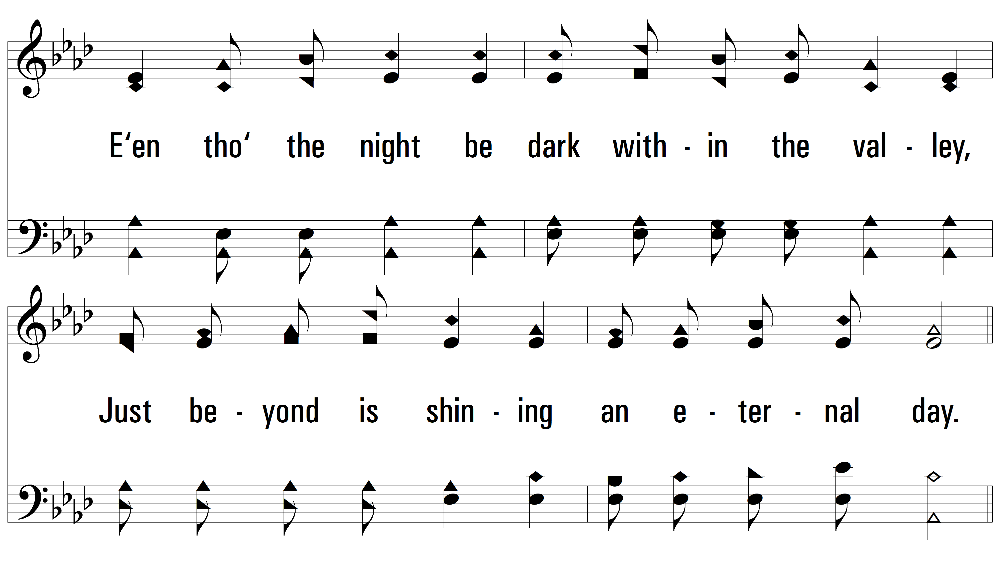 E‘en tho‘ the night be dark with - in the val - ley,
Just be - yond is shin - ing an e - ter - nal day.